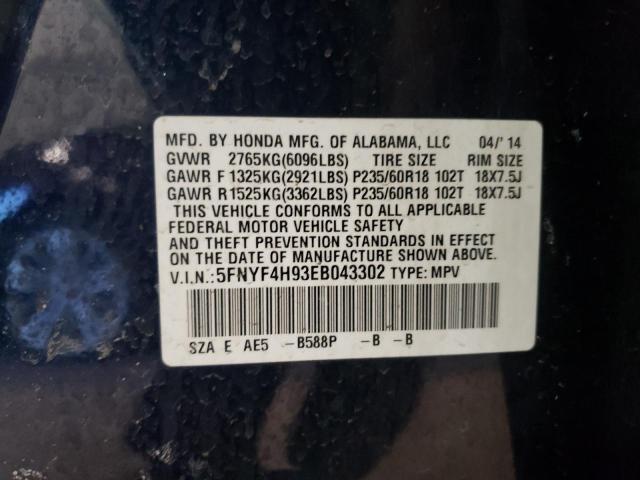 MFD. BY HONDA MFG. OF ALABAMA, LLC 04/'14
GVWR 2765KG(6096LBS) TIRE SIZE RIM SIZE
GAWR F 1325KG(2921LBS) P235/60R18 102T 18X7.5J
GAWR R 1525KG(3362LBS) P235/60R18 102T 18X7.5J
THIS VEHICLE CONFORMS TO ALL APPLICABLE
FEDERAL MOTOR VEHICLE SAFETY
AND THEFT PREVENTION STANDARDS IN EFFECT
ON THE DATE OF MANUFACTURE SHOWN ABOVE.
V.I.N.: 5FNYF4H93EB043302 TYPE: MPV
SZA E AE5 -B588P -B -B